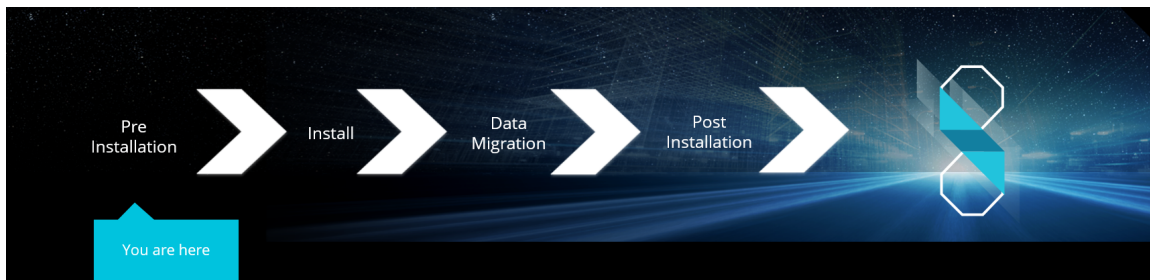 Pre
Installation
Install
Data
Migration
Post
Installation
You are here